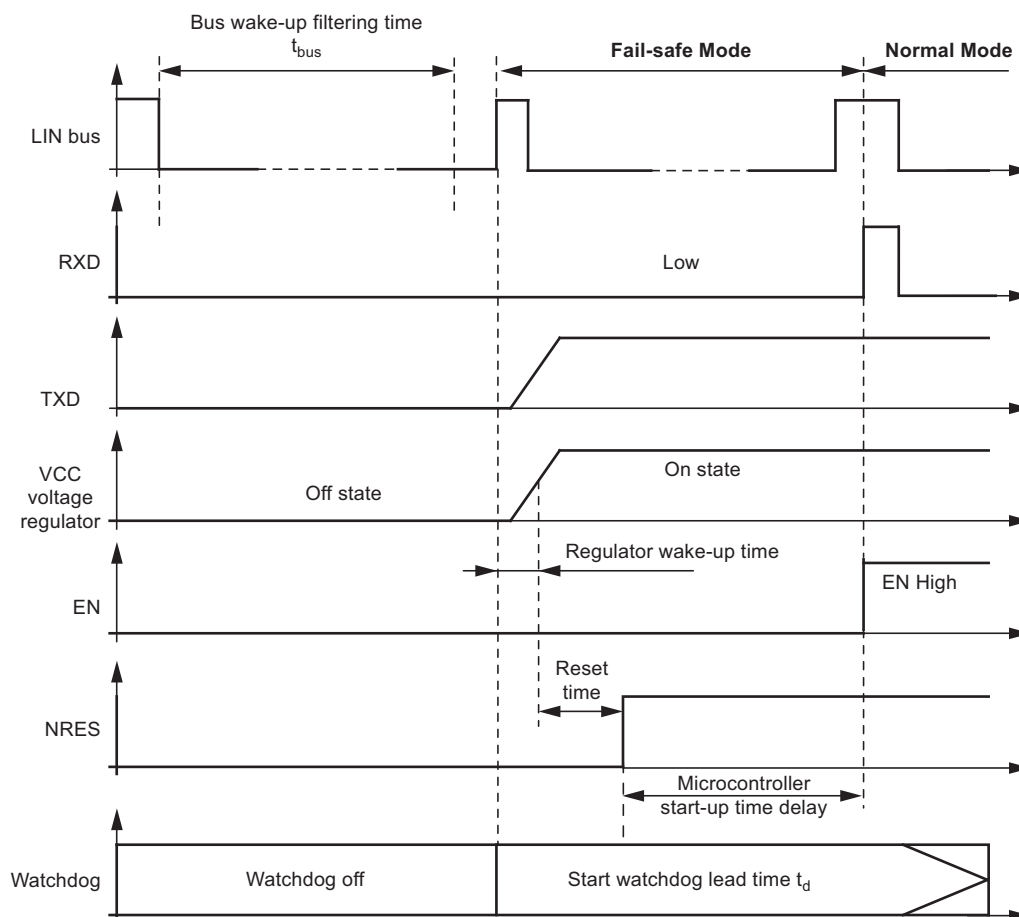 Bus wake-up filtering time
tbus
Fail-safe Mode
Normal Mode
LIN bus
RXD
Low
TXD
VCC
voltage
regulator
Off state
On state
Regulator wake-up time
EN
EN High
Reset
time
NRES
Microcontroller
start-up time delay
Watchdog
Watchdog off
Start watchdog lead time td